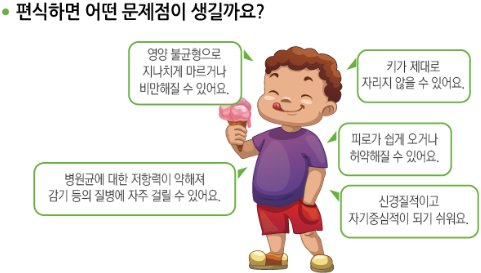 • 편식하면 어떤 문제점이 생길까요?
영양 불균형으로
지나치게 마르거나
비만해질 수 있어요.
키가 제대로
자리지 않을 수 있어요.
피로가 쉽게 오거나
허약해질 수 있어요.
병원균에 대한 저항력이 약해져
감기 등의 질병에 자주 걸릴 수 있어요.
신경질적이고
자기중심적이 되기 쉬워요.